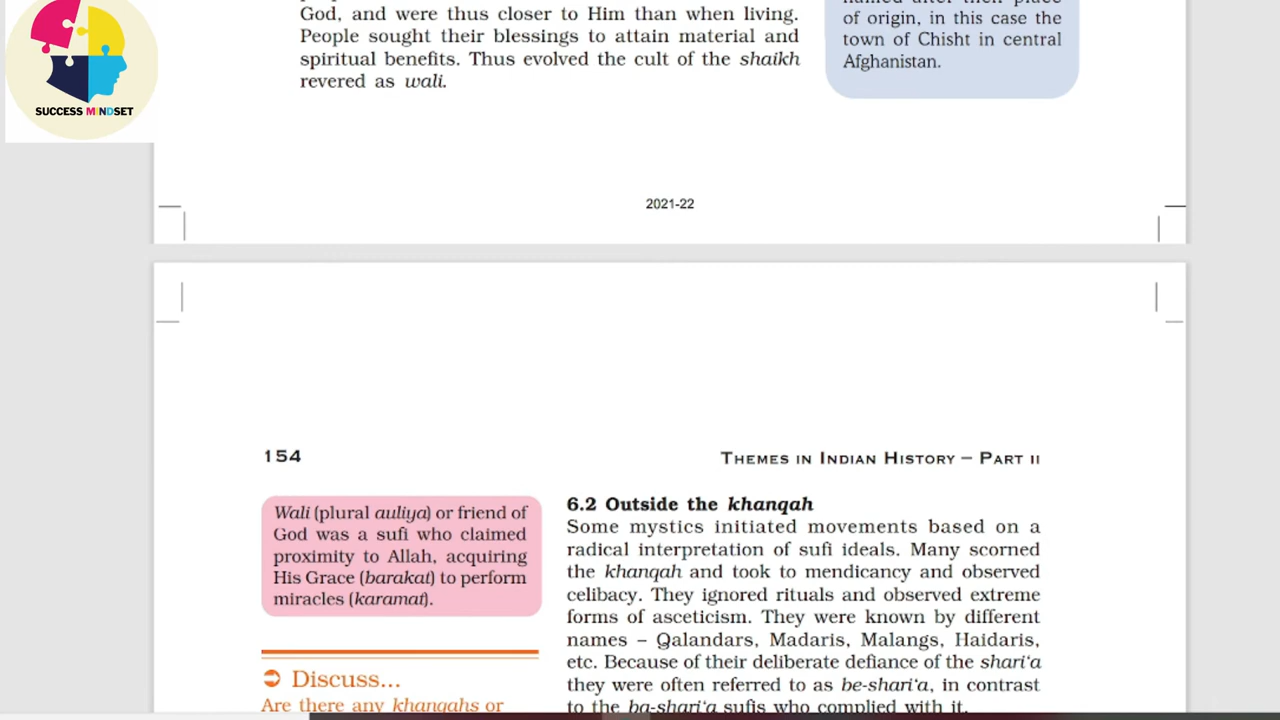 God, and were thus closer to Him than when living.
People sought their blessings to attain material and
spiritual benefits. Thus evolved the cult of the shaikh
revered as wali.
of origin, in this case the
town of Chisht in central
Afghanistan.
SUCCESS MINDSET
2021-22
154
THEMES IN INDIAN HISTORY – PART II
Wali (plural auliya) or friend of
God was a sufi who claimed
proximity to Allah, acquiring
His Grace (barakat) to perform
miracles (karamat).
➲ Discuss...
Are there any khanqahs or
6.2 Outside the khanqah
Some mystics initiated movements based on a
radical interpretation of sufi ideals. Many scorned
the khanqah and took to mendicancy and observed
celibacy. They ignored rituals and observed extreme
forms of asceticism. They were known by different
names – Qalandars, Madaris, Malangs, Haidaris,
etc. Because of their deliberate defiance of the shari‘a
they were often referred to as be-shari‘a, in contrast
to the ba-shari‘a sufis who complied with it.